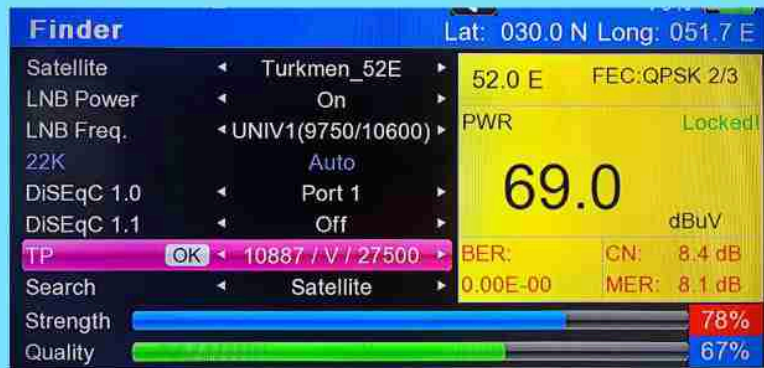 Finder
Lat: 030.0 N Long: 051.7 E
Satellite Turkmen_52E
LNB Power On
LNB Freq. UNIV1(9750/10600)
22K Auto
DiSEqC 1.0 Port 1
DiSEqC 1.1 Off
TP OK 10887 / V / 27500
Search Satellite
52.0 E FEC:QPSK 2/3
PWR Locked!
69.0
dBuV
BER: CN: 8.4 dB
0.00E-00 MER: 8.1 dB
Strength 78%
Quality 67%